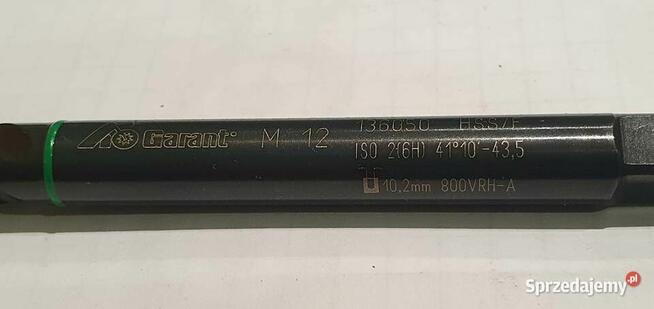 Garant M 12 136050 HSS/E
ISO 2(6H) 41°10'-43,5
10,2mm 800VRH-A
Sprzedajemy.pl